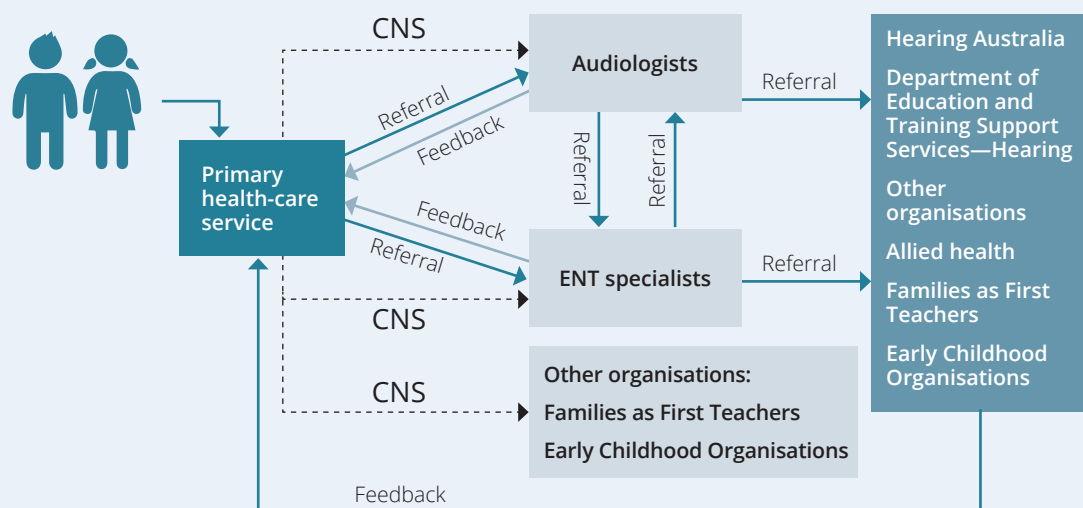 CNS
Audiologists
Referral
Feedback
Primary
health-care
service
Feedback
Referral
Referral
Referral
ENT specialists
CNS
CNS
Other organisations:
Families as First Teachers
Early Childhood Organisations
Referral
Referral
Hearing Australia
Department of
Education and
Training Support
Services—Hearing
Other
organisations
Allied health
Families as First
Teachers
Early Childhood
Organisations
Feedback